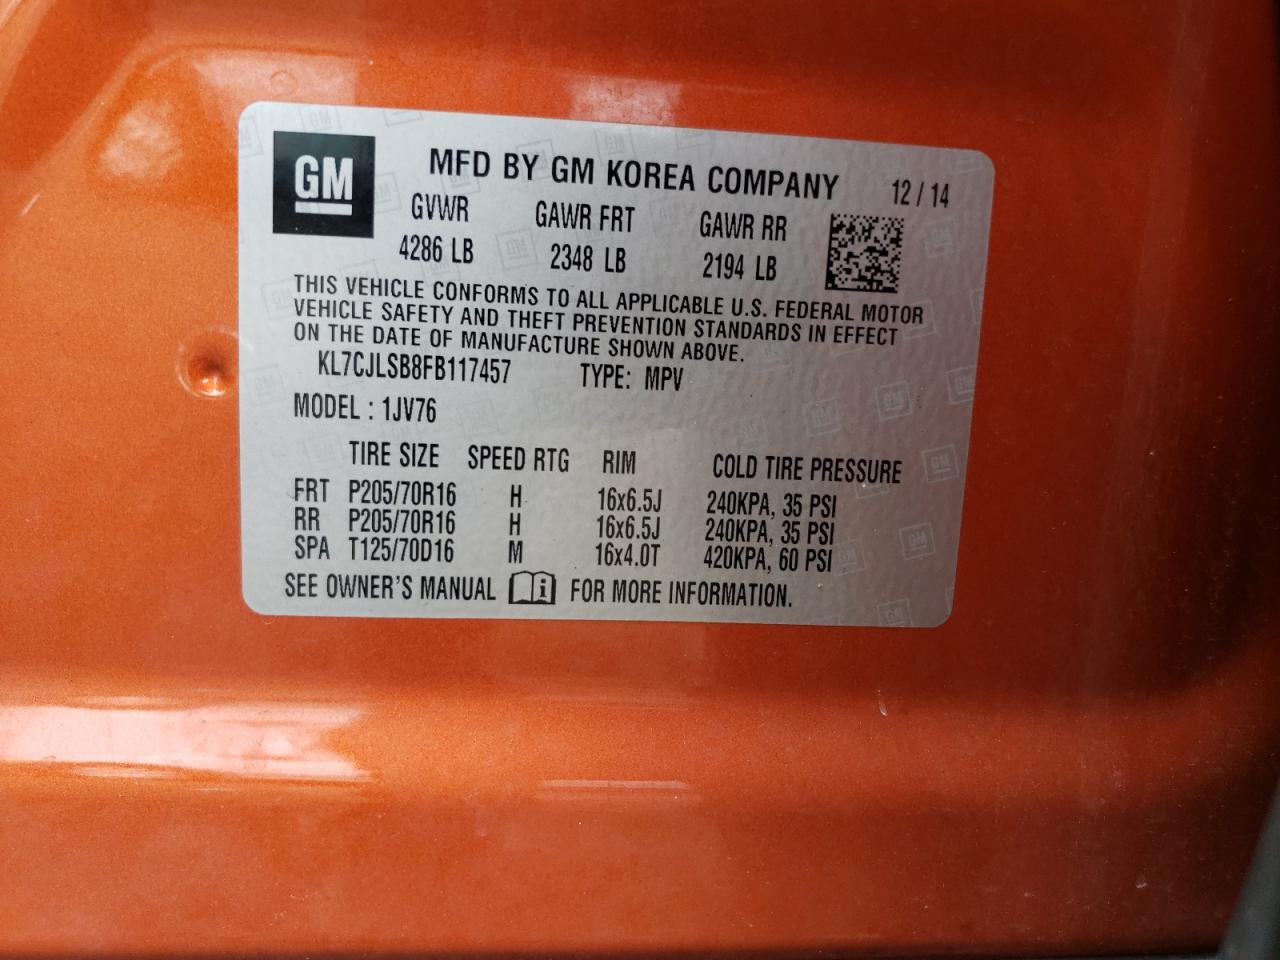 GM
MFD BY GM KOREA COMPANY 12 / 14
GVWR GAWR FRT GAWR RR
4286 LB 2348 LB 2194 LB
THIS VEHICLE CONFORMS TO ALL APPLICABLE U.S. FEDERAL MOTOR
VEHICLE SAFETY AND THEFT PREVENTION STANDARDS IN EFFECT
ON THE DATE OF MANUFACTURE SHOWN ABOVE.
KL7CJLSB8FB117457 TYPE: MPV
MODEL : 1JV76
TIRE SIZE SPEED RTG RIM COLD TIRE PRESSURE
FRT P205/70R16 H 16x6.5J 240KPA, 35 PSI
RR P205/70R16 H 16x6.5J 240KPA, 35 PSI
SPA T125/70D16 M 16x4.0T 420KPA, 60 PSI
SEE OWNER'S MANUAL FOR MORE INFORMATION.